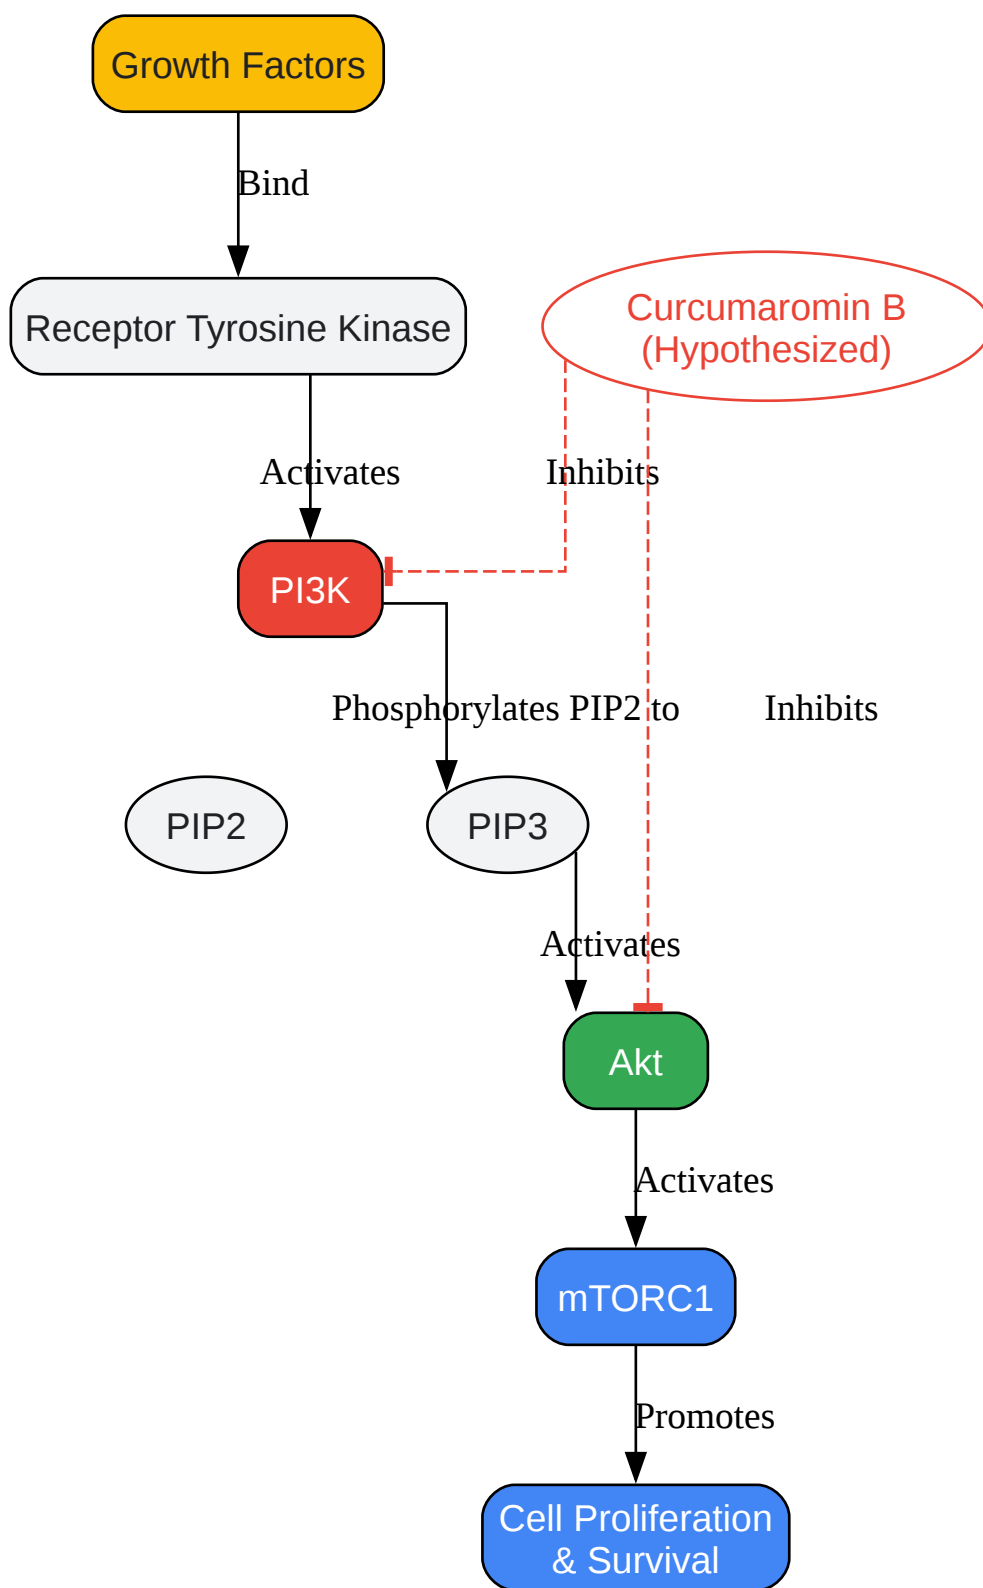 Growth Factors
Bind
Receptor Tyrosine Kinase
Curcumaromin B
(Hypothesized)
Activates
Inhibits
PI3K
Phosphorylates PIP2 to
Inhibits
PIP2
PIP3
Activates
Akt
Activates
mTORC1
Promotes
Cell Proliferation
& Survival